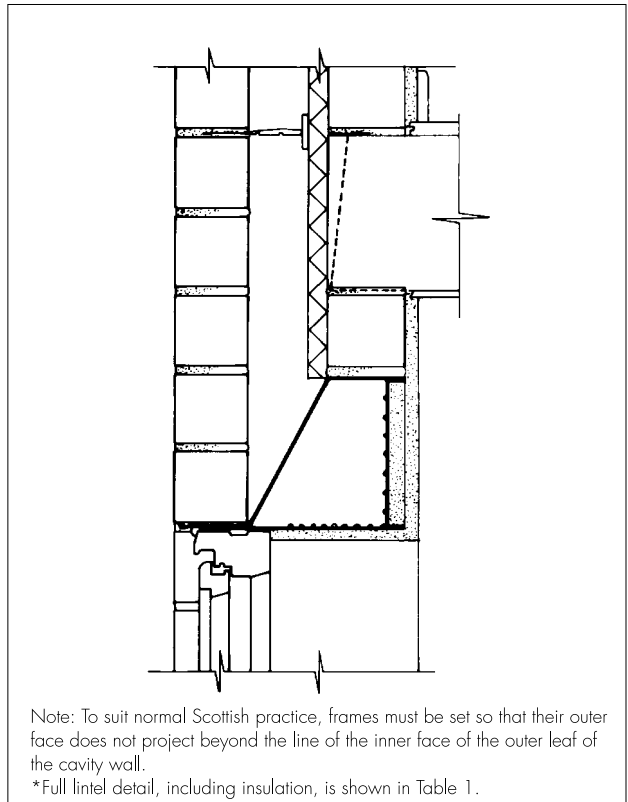 Note: To suit normal Scottish practice, frames must be set so that their outer
face does not project beyond the line of the inner face of the outer leaf of
the cavity wall.
*Full lintel detail, including insulation, is shown in Table 1.